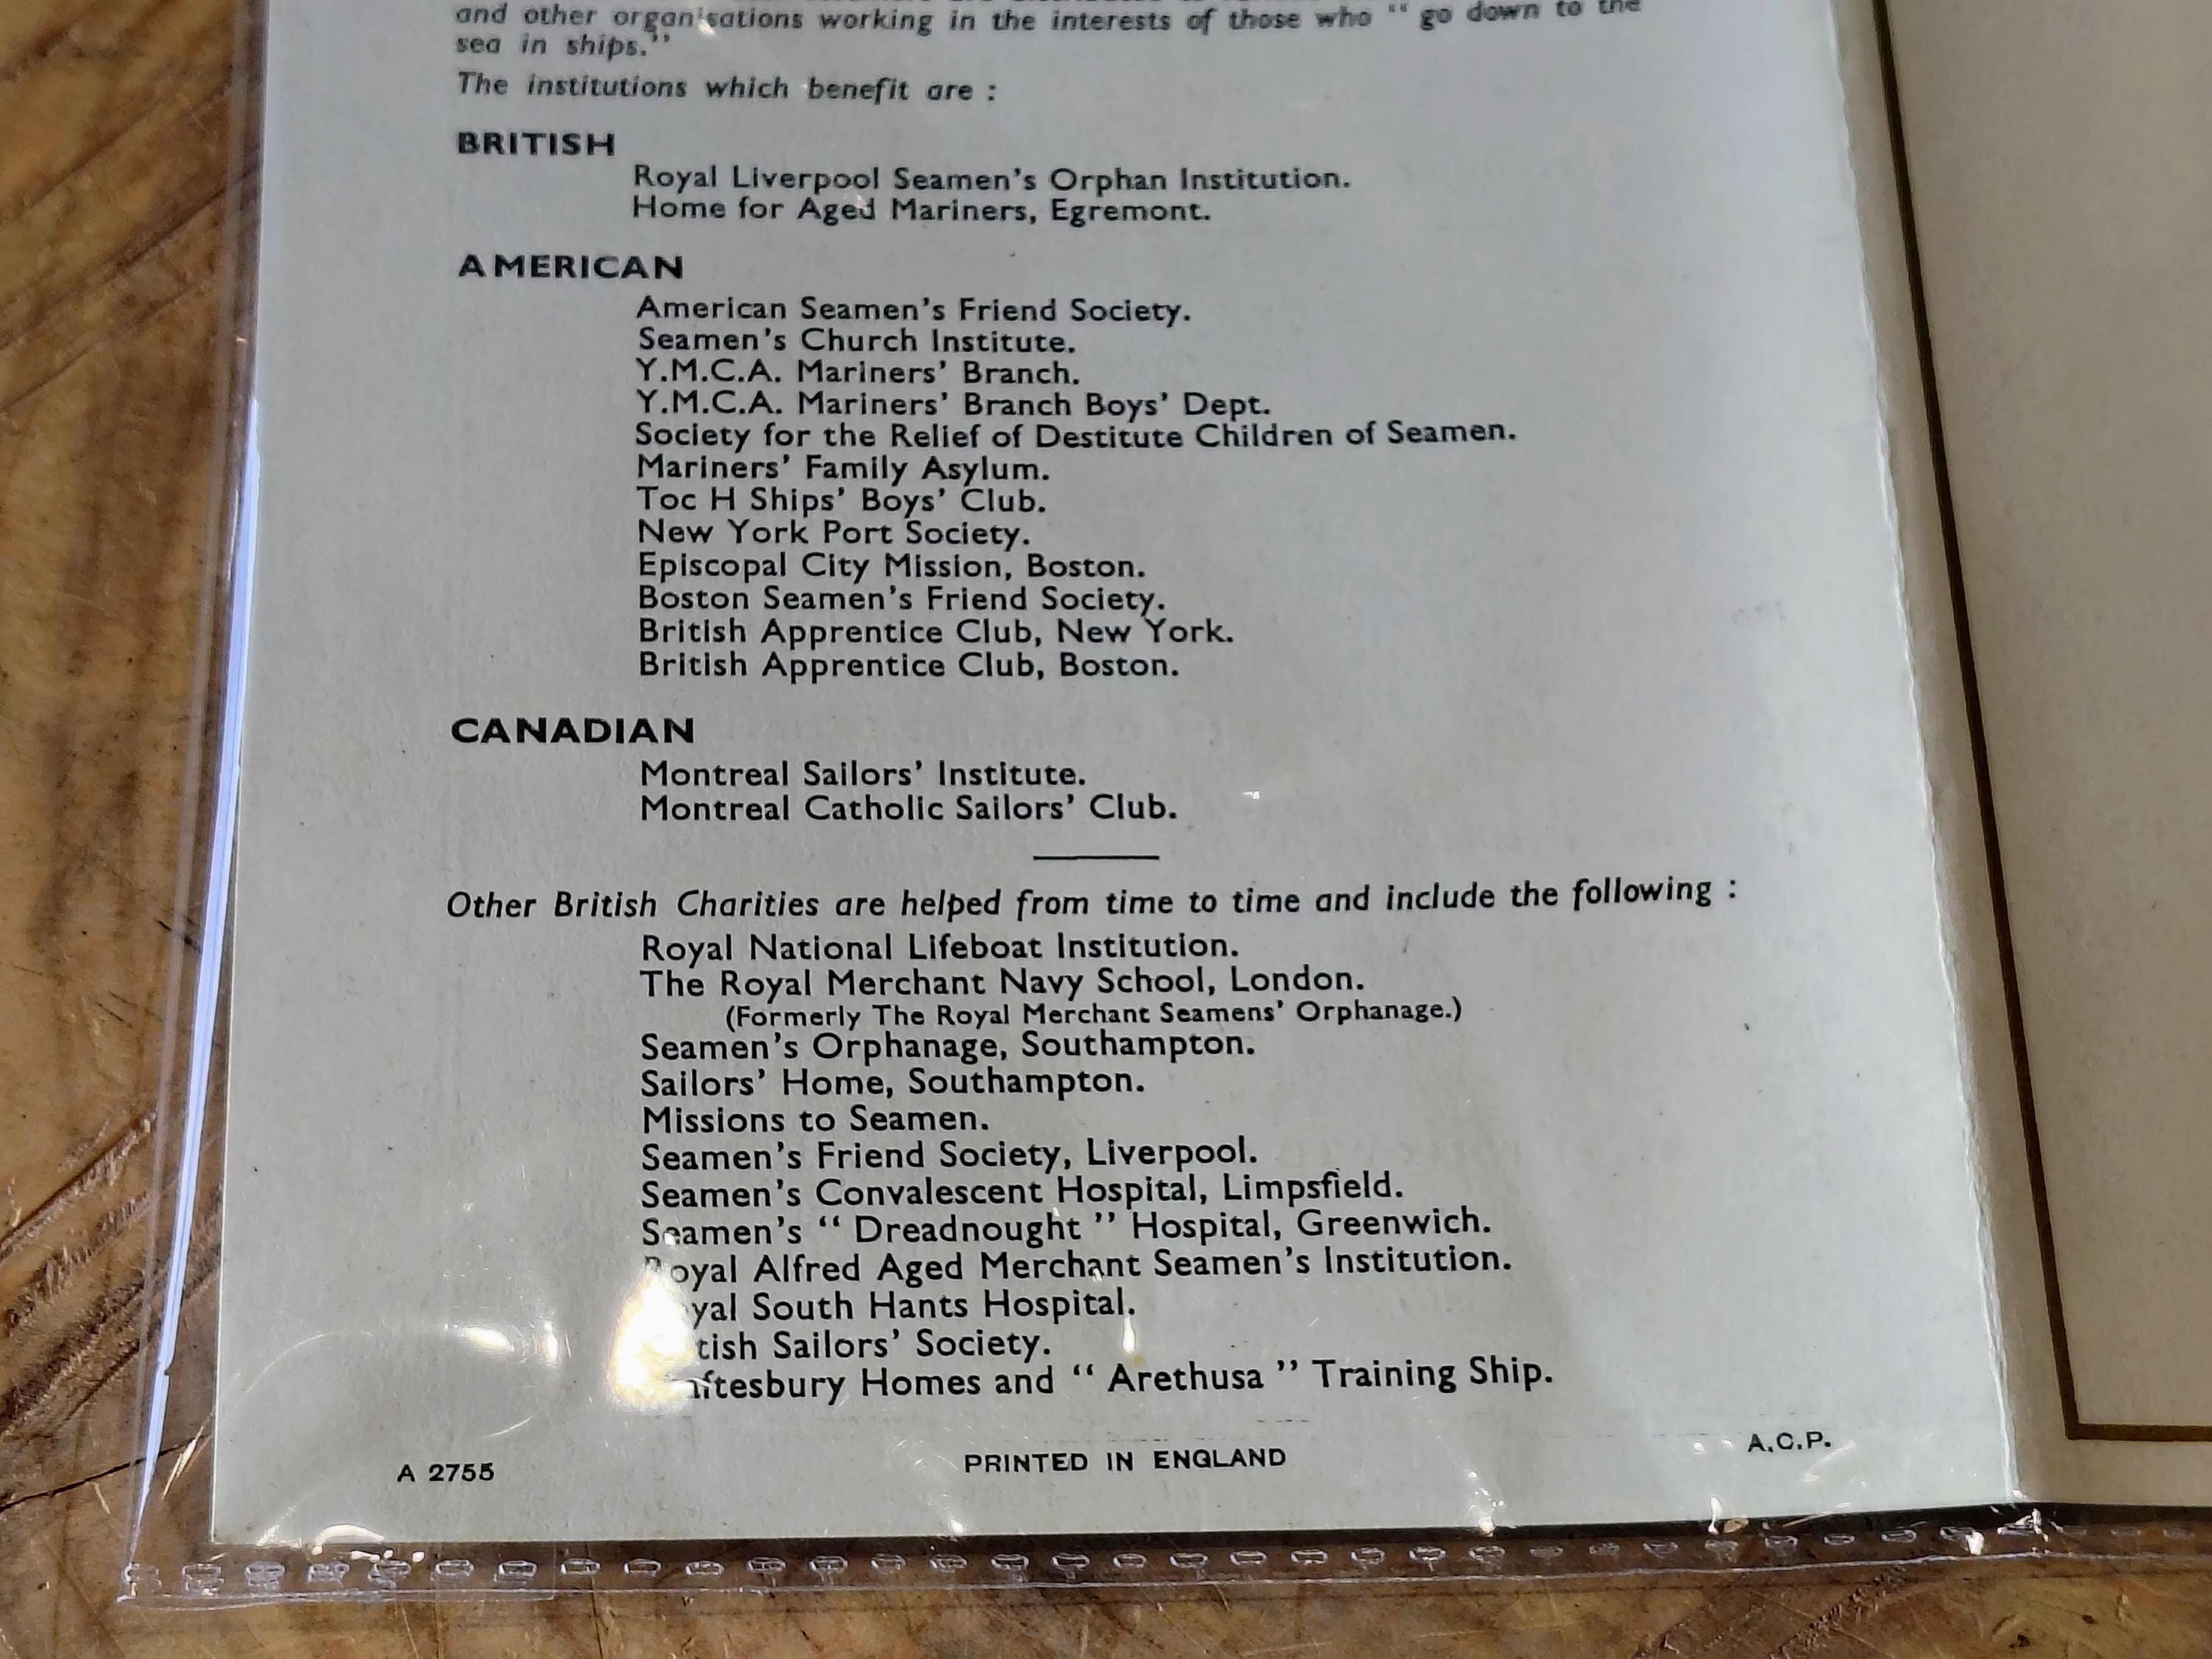 and other organisations working in the interests of those who “ go down to the
sea in ships.”
The institutions which benefit are :
BRITISH
Royal Liverpool Seamen’s Orphan Institution.
Home for Aged Mariners, Egremont.
AMERICAN
American Seamen’s Friend Society.
Seamen’s Church Institute.
Y.M.C.A. Mariners’ Branch.
Y.M.C.A. Mariners’ Branch Boys’ Dept.
Society for the Relief of Destitute Children of Seamen.
Mariners’ Family Asylum.
Toc H Ships’ Boys’ Club.
New York Port Society.
Episcopal City Mission, Boston.
Boston Seamen’s Friend Society.
British Apprentice Club, New York.
British Apprentice Club, Boston.
CANADIAN
Montreal Sailors’ Institute.
Montreal Catholic Sailors’ Club.
Other British Charities are helped from time to time and include the following :
Royal National Lifeboat Institution.
The Royal Merchant Navy School, London.
(Formerly The Royal Merchant Seamens’ Orphanage.)
Seamen’s Orphanage, Southampton.
Sailors’ Home, Southampton.
Missions to Seamen.
Seamen’s Friend Society, Liverpool.
Seamen’s Convalescent Hospital, Limpsfield.
Seamen’s “ Dreadnought ” Hospital, Greenwich.
Royal Alfred Aged Merchant Seamen’s Institution.
South Hants Hospital.
Sailors’ Society.
Homes and “ Arethusa ” Training Ship.
A 2755
PRINTED IN ENGLAND
A.C.P.